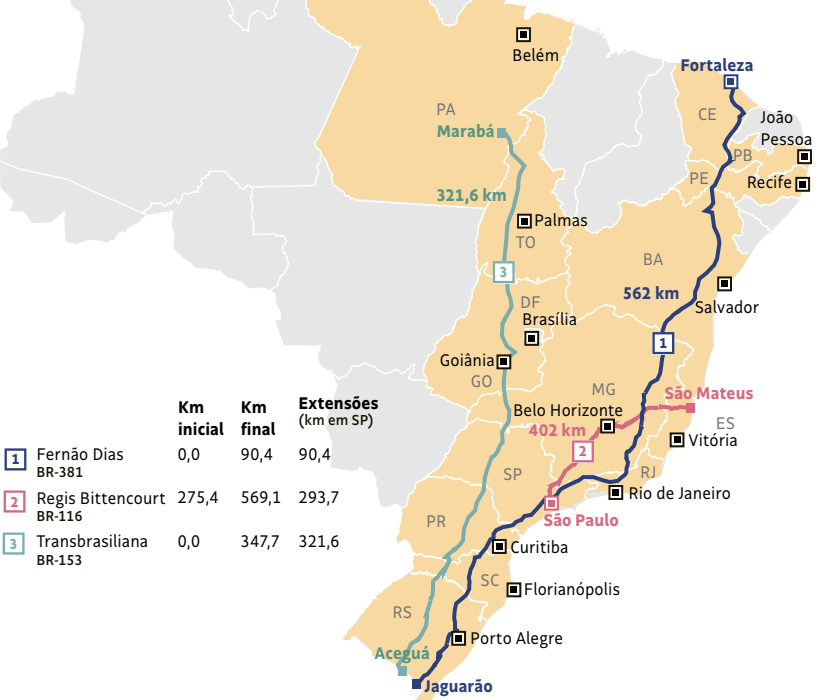 Belém
Fortaleza
PA
CE
João
Pessoa
Marabá
PB
PE
Recife
321,6 km
Palmas
TO
BA
3
562 km
DF
Salvador
Brasília
1
Goiânia
GO
MG
São Mateus
Belo Horizonte
402 km
ES
Vitória
2
SP
RJ
Rio de Janeiro
São Paulo
PR
Curitiba
SC
Florianópolis
RS
Porto Alegre
Aceguá
Jaguarão
Km inicial Km final Extensões (km em SP)
1 Fernão Dias 0,0 90,4 90,4
BR-381
2 Regis Bittencourt 275,4 569,1 293,7
BR-116
3 Transbrasiliana 0,0 347,7 321,6
BR-153